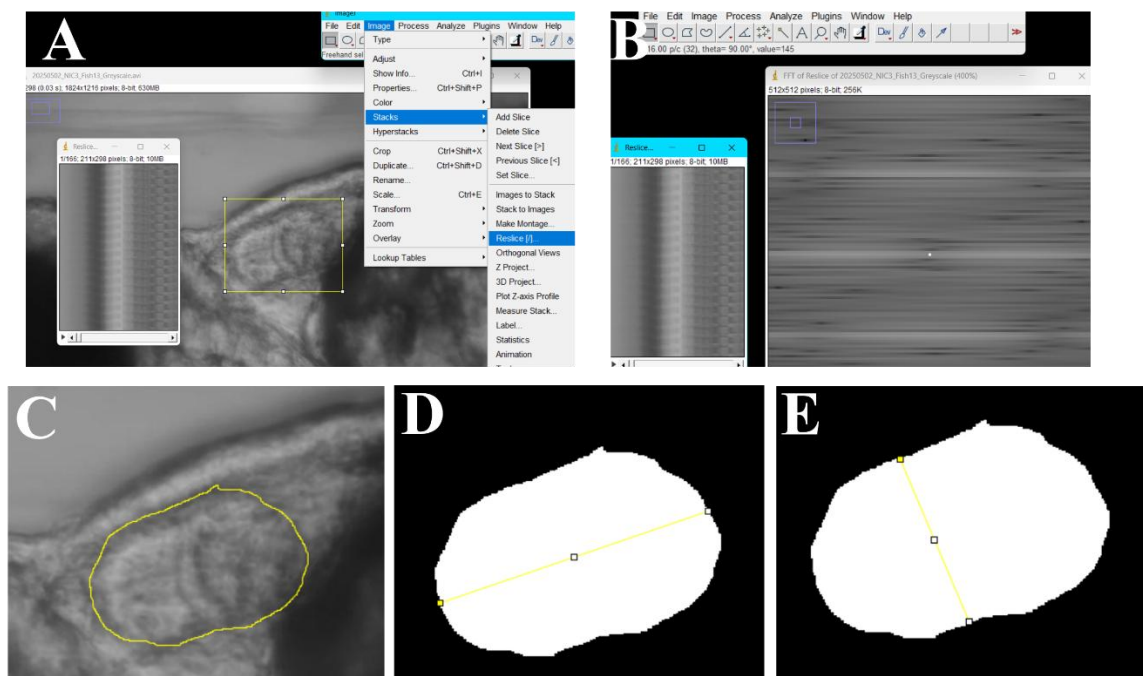 A
ImageJ
File Edit Image Process Analyze Plugins Window Help
Dev
Freehand sel
Type
Adjust
Show Info... Ctrl+I
Properties... Ctrl+Shift+P
Color
Stacks
Hyperstacks
Crop Ctrl+Shift+X
Duplicate... Ctrl+Shift+D
Rename...
Scale... Ctrl+E
Transform
Zoom
Overlay
Lookup Tables
Add Slice
Delete Slice
Next Slice [>]
Previous Slice [<]
Set Slice...
Images to Stack
Stack to Images
Make Montage...
Reslice [/]...
Orthogonal Views
Z Project...
3D Project...
Plot Z-axis Profile
Measure Stack...
Label...
Statistics
Animation
20250502_NIC3_Fish13_Greyscale.avi
298 (0.03 s); 1824x1216 pixels; 8-bit; 630MB
Reslice...
1/166; 211x298 pixels; 8-bit; 10MB
B
File Edit Image Process Analyze Plugins Window Help
A Dev
16.00 p/c (32), theta= 90.00°, value=145
FFT of Reslice of 20250502_NIC3_Fish13_Greyscale (400%)
512x512 pixels; 8-bit; 256K
Reslice...
1/166; 211x298 pixels; 8-bit; 10MB
C
D
E